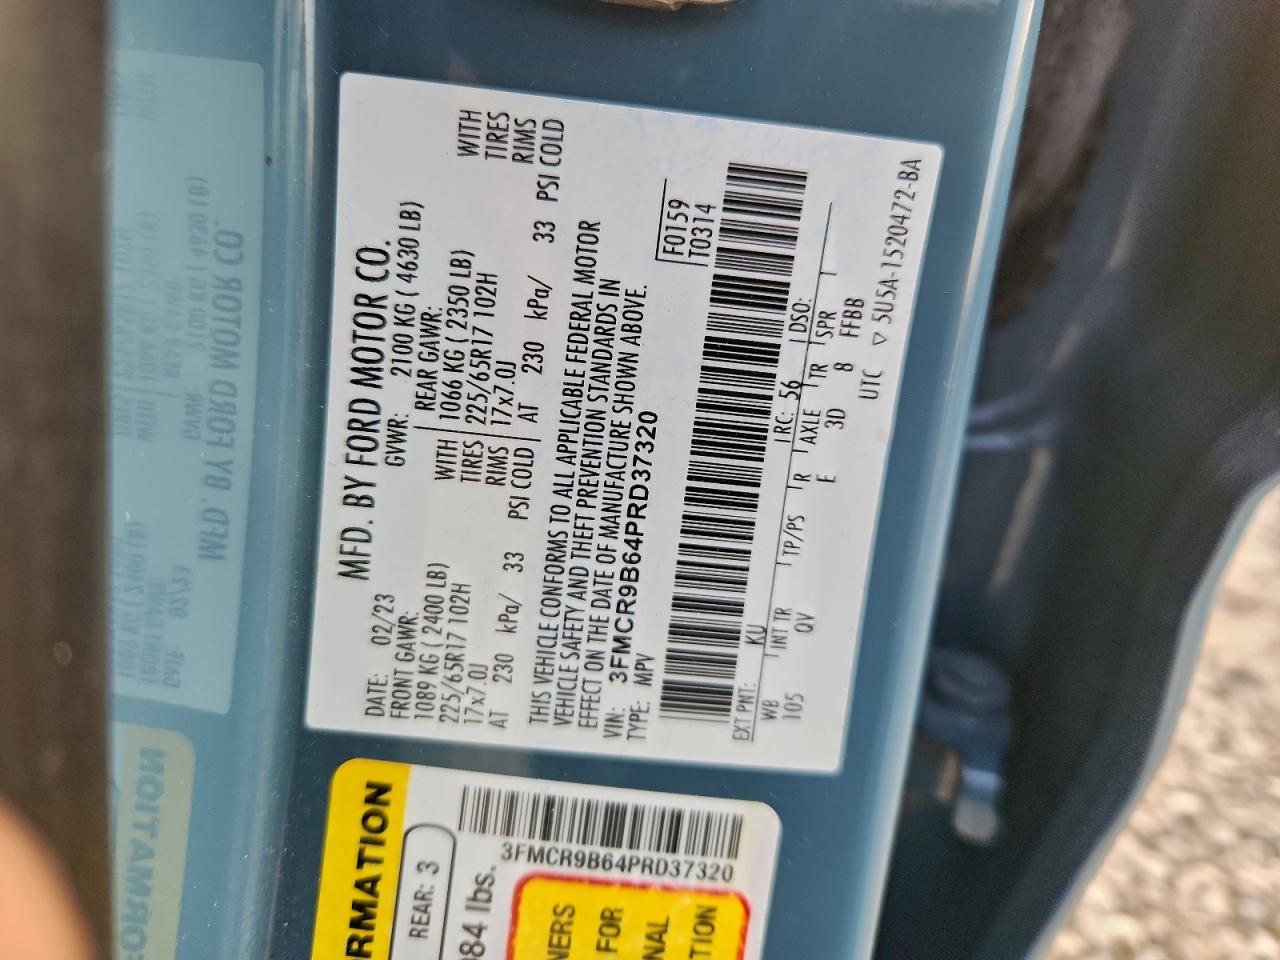 MFD. BY FORD MOTOR CO.
DATE: 02/23 GVWR: 2100 KG ( 4630 LB)
FRONT GAWR: REAR GAWR:
1089 KG ( 2400 LB) WITH 1066 KG ( 2350 LB) WITH
225/65R17 102H TIRES 225/65R17 102H TIRES
17x7.0J RIMS 17x7.0J RIMS
AT 230 kPa/ 33 PSI COLD AT 230 kPa/ 33 PSI COLD
THIS VEHICLE CONFORMS TO ALL APPLICABLE FEDERAL MOTOR
VEHICLE SAFETY AND THEFT PREVENTION STANDARDS IN
EFFECT ON THE DATE OF MANUFACTURE SHOWN ABOVE.
VIN: 3FMCR9B64PRD37320
TYPE: MPV
F0159
T0314
EXT PNT: KU RC: 56 DSO:
WB INT TR TP/PS R AXLE TR SPR
105 QV E 3D 8 FFBB
UTC ▽ 5U5A-1520472-BA
RMATION
REAR: 3
84 lbs.
3FMCR9B64PRD37320
NERS
FOR
NAL
TION